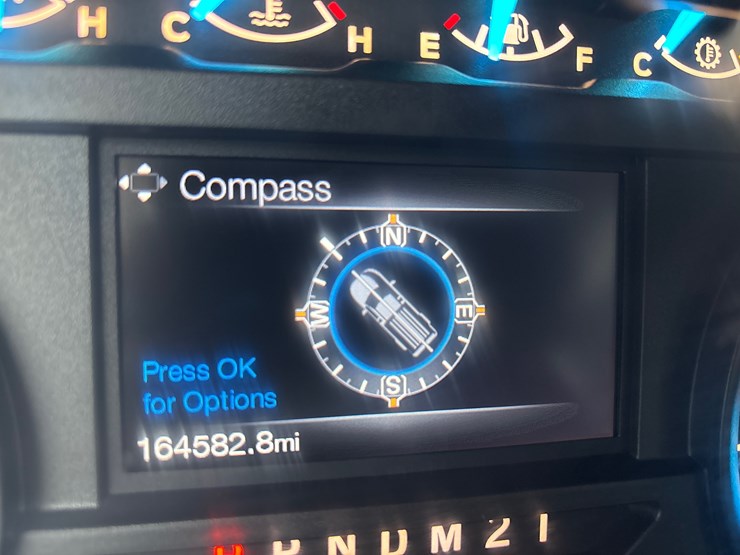 H C H E F C
Compass
N
W E
S
Press OK
for Options
164582.8mi
N D M 2 1